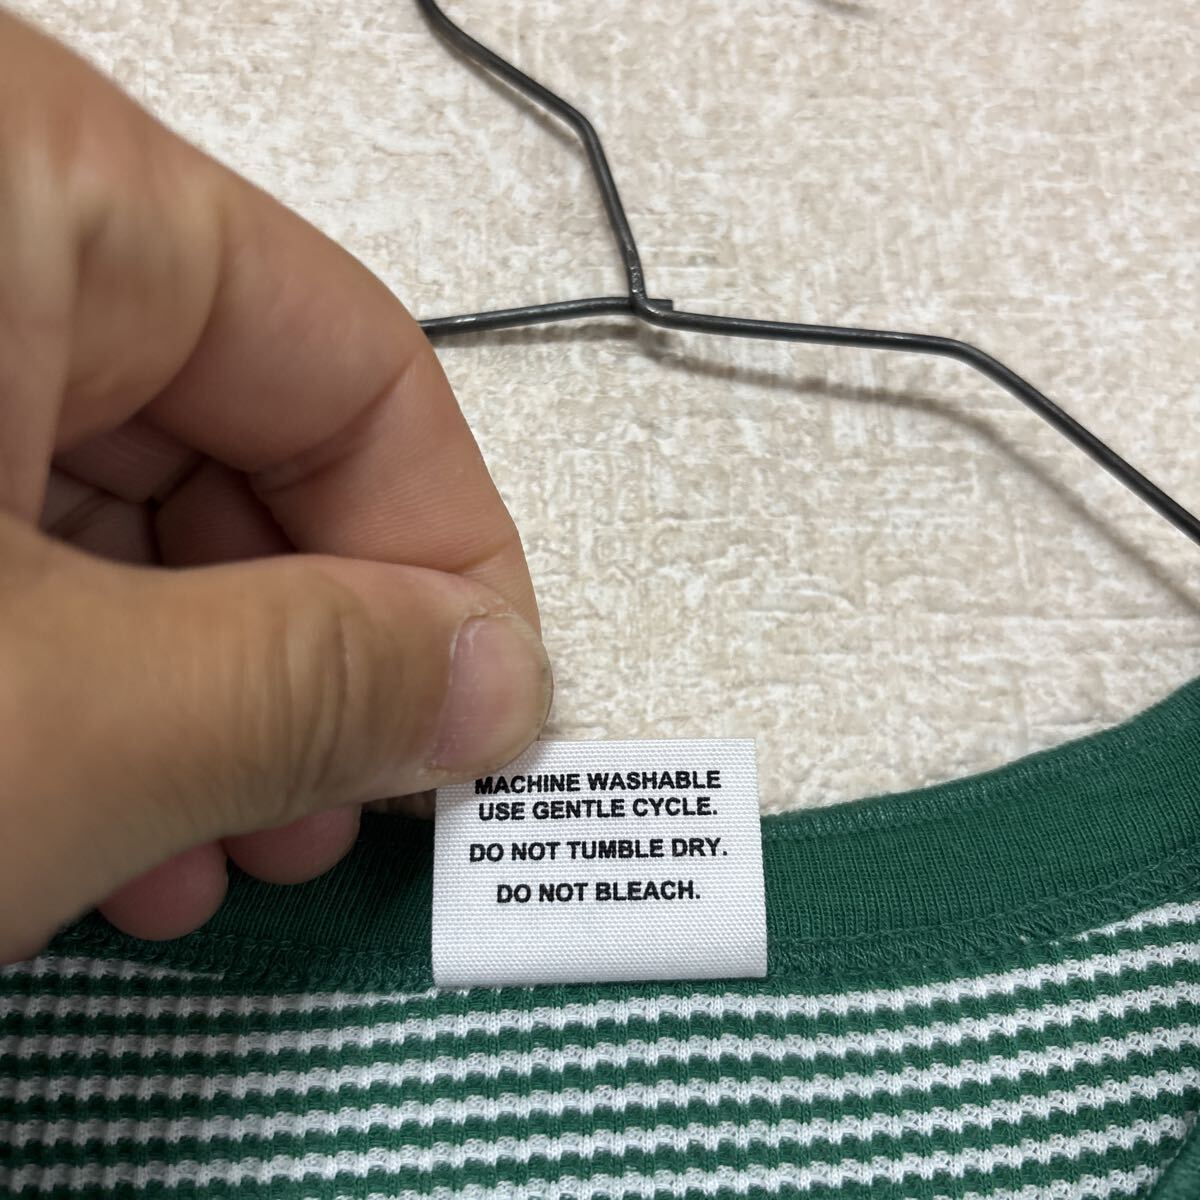 MACHINE WASHABLE
USE GENTLE CYCLE.
DO NOT TUMBLE DRY.
DO NOT BLEACH.